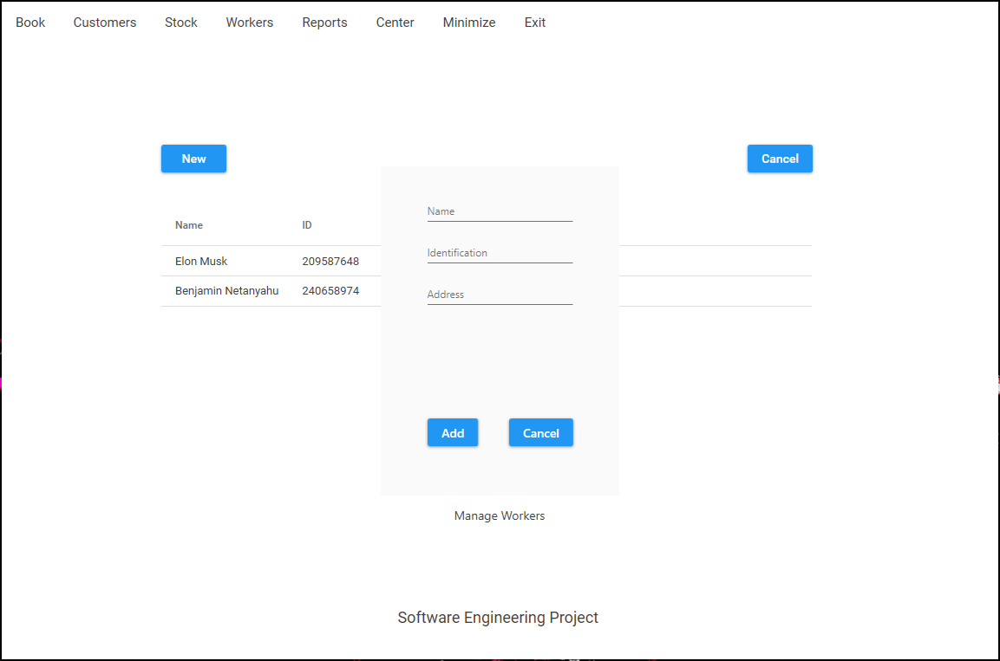 Book Customers Stock Workers Reports Center Minimize Exit
New Cancel
Name
Name ID
Identification
Elon Musk 209587648
Address
Benjamin Netanyahu 240658974
Add Cancel
Manage Workers
Software Engineering Project